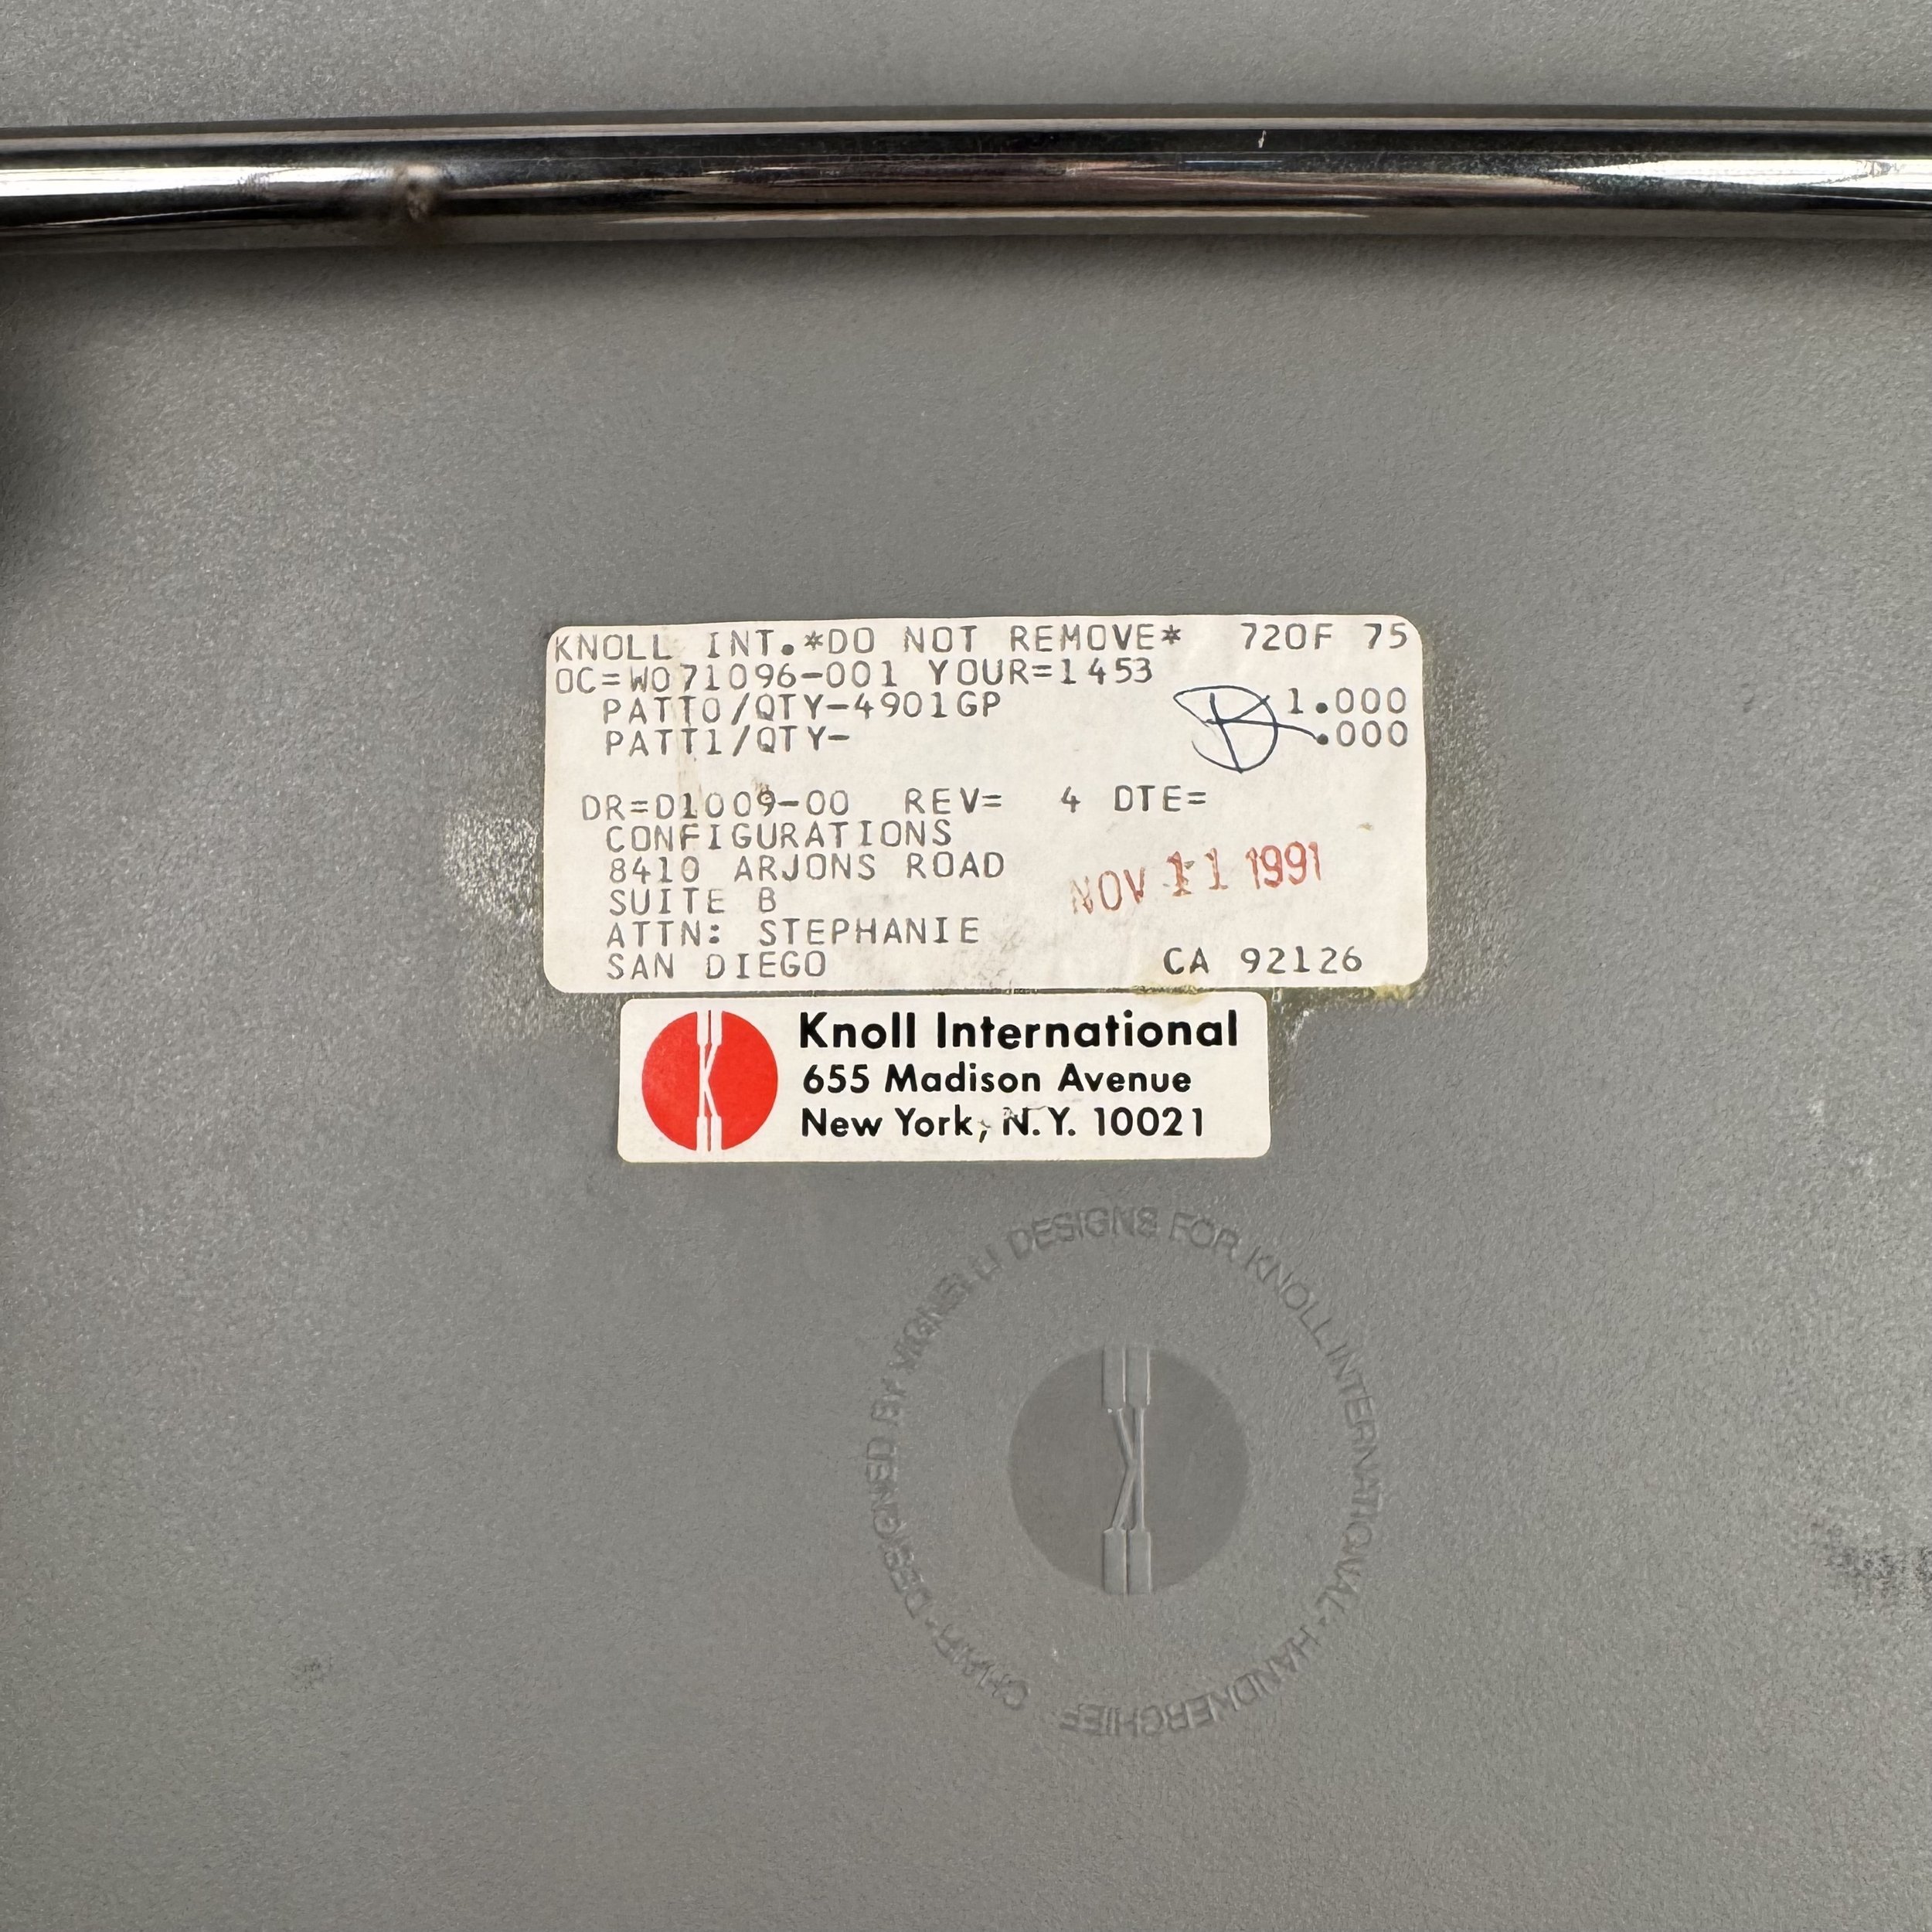 KNOLL INT.*DO NOT REMOVE* 72OF 75
OC=W071096-001 YOUR=1453
PATT0/QTY-4901GP 1.000
PATT1/QTY- .000
DR=D1009-00 REV= 4 DTE=
CONFIGURATIONS
8410 ARJONS ROAD
SUITE B
NOV 11 1991
ATTN: STEPHANIE
SAN DIEGO CA 92126
Knoll International
655 Madison Avenue
New York, N.Y. 10021
HANDKERCHIEF CHAIR · DESIGNED BY VIGNELLI DESIGNS FOR KNOLL INTERNATIONAL ·